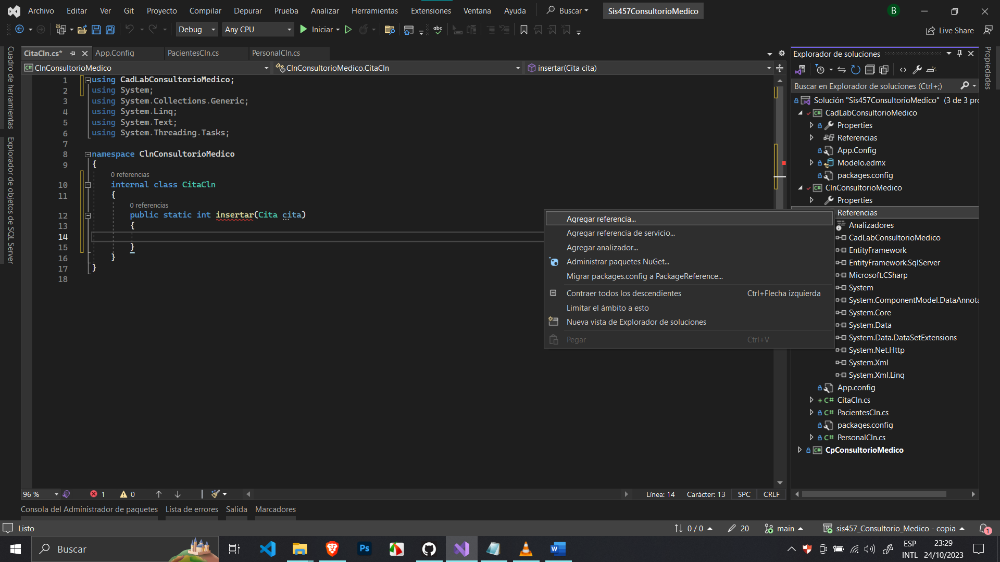 Archivo Editar Ver Git Proyecto Compilar Depurar Prueba Analizar Herramientas Extensiones Ventana Ayuda Buscar Sis457ConsultorioMedico B
Debug Any CPU Iniciar abc Live Share
CitaCln.cs* App.Config PacientesCln.cs PersonalCln.cs
ClnConsultorioMedico ClnConsultorioMedico.CitaCln insertar(Cita cita)
Cuadro de herramientas
Explorador de objetos de SQL Server
1 using CadLabConsultorioMedico;
2 using System;
3 using System.Collections.Generic;
4 using System.Linq;
5 using System.Text;
6 using System.Threading.Tasks;
7
8 namespace ClnConsultorioMedico
9 {
0 referencias
10 internal class CitaCln
11 {
0 referencias
12 public static int insertar(Cita cita)
13 {
14
15 }
16 }
17 }
18
Agregar referencia...
Agregar referencia de servicio...
Agregar analizador...
Administrar paquetes NuGet...
Migrar packages.config a PackageReference...
Contraer todos los descendientes Ctrl+Flecha izquierda
Limitar el ámbito a esto
Nueva vista de Explorador de soluciones
Pegar Ctrl+V
Explorador de soluciones
Buscar en Explorador de soluciones (Ctrl+;)
Solución "Sis457ConsultorioMedico" (3 de 3 pro
CadLabConsultorioMedico
Properties
Referencias
App.Config
Modelo.edmx
packages.config
ClnConsultorioMedico
Properties
Referencias
Analizadores
CadLabConsultorioMedico
EntityFramework
EntityFramework.SqlServer
Microsoft.CSharp
System
System.ComponentModel.DataAnnota
System.Core
System.Data
System.Data.DataSetExtensions
System.Net.Http
System.Xml
System.Xml.Linq
App.config
CitaCln.cs
PacientesCln.cs
packages.config
PersonalCln.cs
CpConsultorioMedico
Propiedades
96 % 1 0 Línea: 14 Carácter: 13 SPC CRLF
Consola del Administrador de paquetes Lista de errores Salida Marcadores
Listo 0 / 0 20 main sis457_Consultorio_Medico - copia 1
Buscar Ps ESP 23:29
INTL 24/10/2023